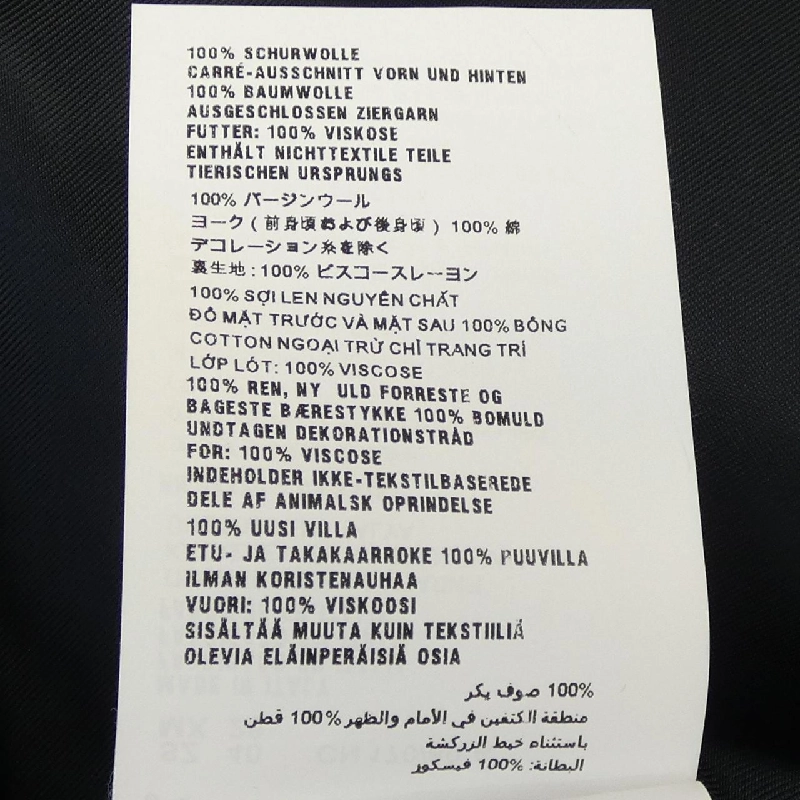 100% SCHURWOLLE
CARRÉ-AUSSCHNITT VORN UND HINTEN
100% BAUMWOLLE
AUSGESCHLOSSEN ZIERGARN
FUTTER: 100% VISKOSE
ENTHÄLT NICHTTEXTILE TEILE
TIERISCHEN URSPRUNGS
100% バージンウール
ヨーク ( 前身頃および後身頃 ) 100% 綿
デコレーション糸を除く
裏生地 : 100% ビスコースレーヨン
100% SỢI LEN NGUYÊN CHẤT
ĐÔ MẶT TRƯỚC VÀ MẶT SAU 100% BÔNG
COTTON NGOẠI TRỪ CHỈ TRANG TRÍ
LỚP LÓT: 100% VISCOSE
100% REN, NY ULD FORRESTE OG
BAGESTE BÆRESTYKKE 100% BOMULD
UNDTAGEN DEKORATIONSTRÅD
FOR: 100% VISCOSE
INDEHOLDER IKKE-TEKSTILBASEREDE
DELE AF ANIMALSK OPRINDELSE
100% UUSI VILLA
ETU- JA TAKAKAARROKE 100% PUUVILLA
ILMAN KORISTENAUHAA
VUORI: 100% VISKOOSI
SISÄLTÄÄ MUUTA KUIN TEKSTIILIÄ
OLEVIA ELÄINPERÄISIÄ OSIA
100% صوف بكر
منطقة الكتفين في الأمام والظهر 100% قطن
باستثناء خيط الزركشة
البطانة: 100% فيسكوز